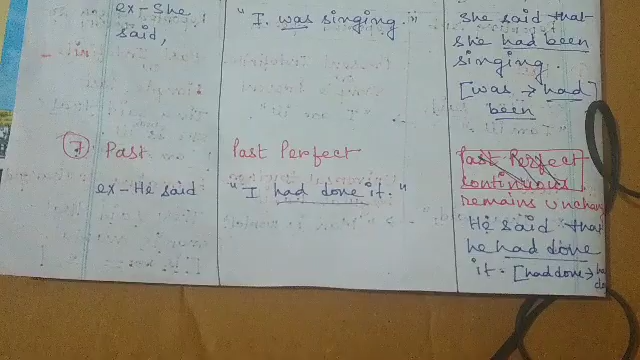 ex - She said,
" I was singing."
She said that
she had been
singing.
[was → had
been]
7 Past
Past Perfect
Past Perfect
continuous
remains unchang
ex - He said
" I had done it. "
He said that
he had done
it. [had done →